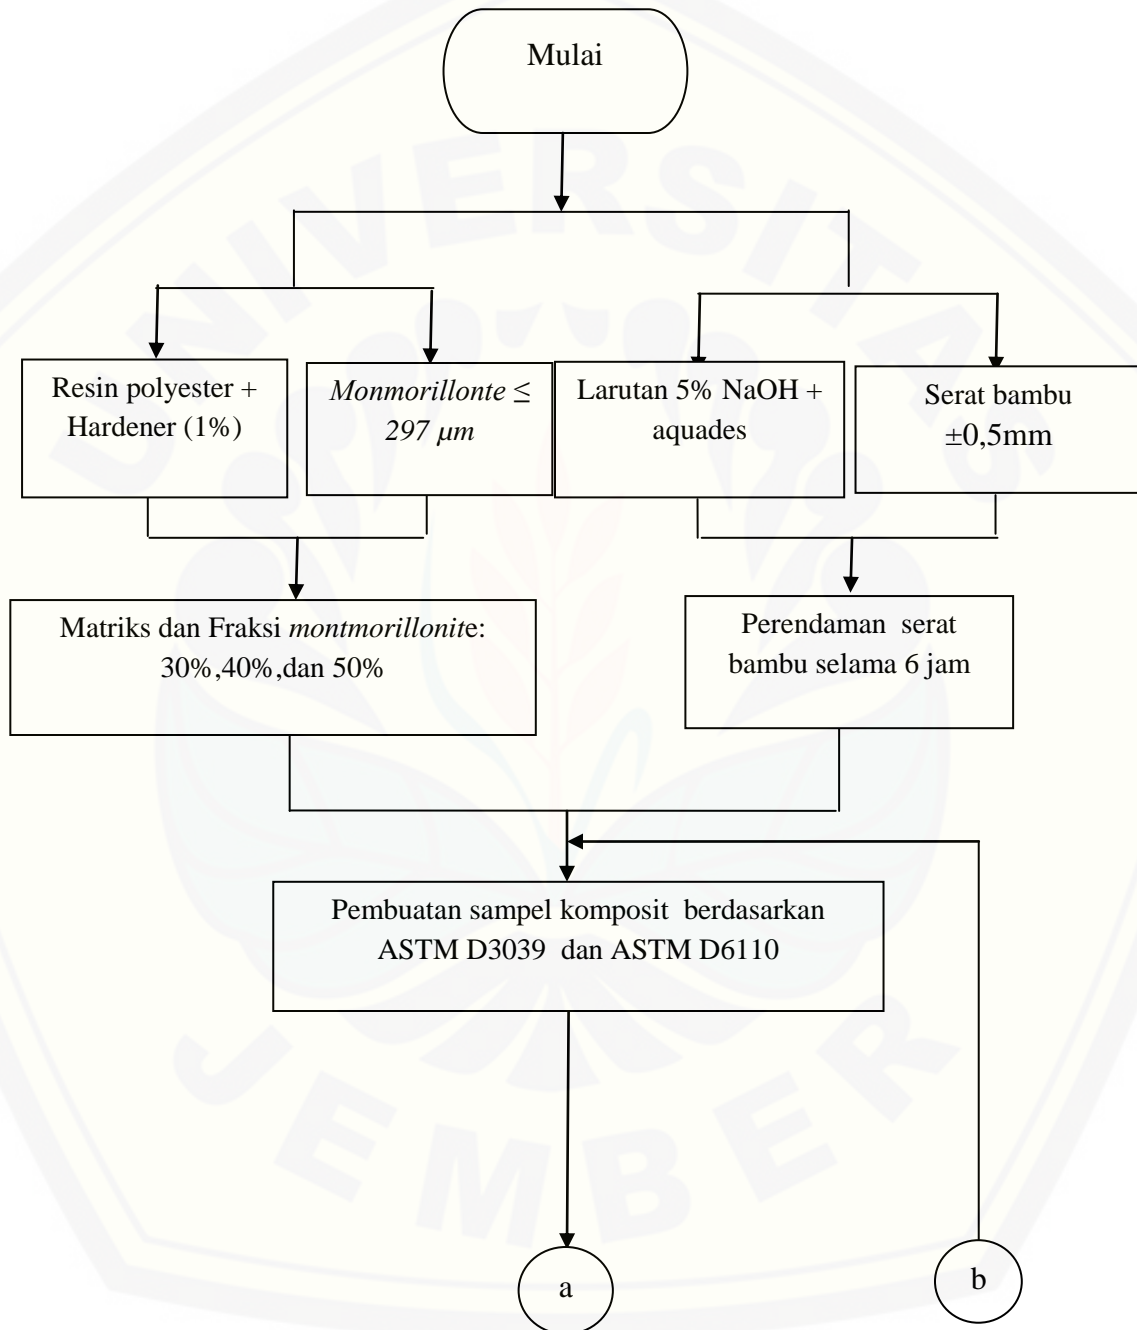 Mulai
Resin polyester +
Hardener (1%)
Monmorillonte ≤
297 μm
Larutan 5% NaOH +
aquades
Serat bambu
±0,5mm
Matriks dan Fraksi montmorillonite:
30%,40%,dan 50%
Perendaman serat
bambu selama 6 jam
Pembuatan sampel komposit berdasarkan
ASTM D3039 dan ASTM D6110
a
b
UNIVERSITAS
JEMBER